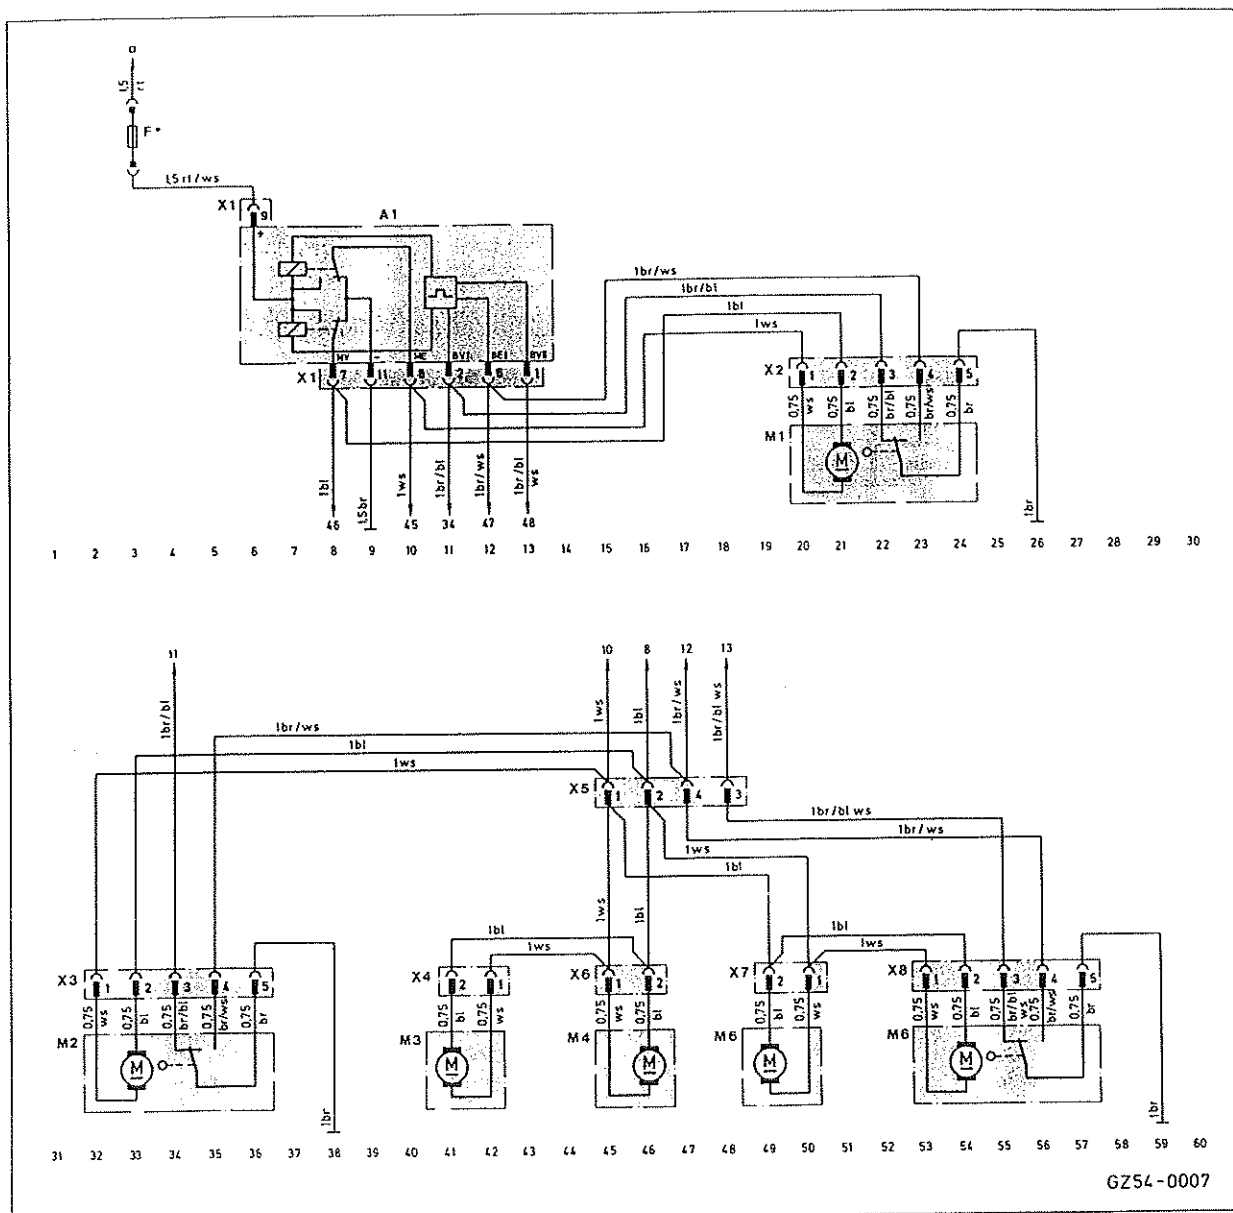 a
1,5 rt
F*
1,5 rt/ws
X1 9
A1
+
1br/ws
1br/bl
1bl
1ws
MV - ME BVL BEL BVR
X1 7 11 8 2 6 1
X2 1 2 3 4 5
0,75 ws 0,75 bl 0,75 br/bl 0,75 br/ws 0,75 br
M1
M
1bl 1,5br 1ws 1br/bl 1br/ws 1br/bl ws
1br
46 45 34 47 48
1 2 3 4 5 6 7 8 9 10 11 12 13 14 15 16 17 18 19 20 21 22 23 24 25 26 27 28 29 30
11 10 8 12 13
1br/bl
1ws 1bl 1br/ws 1br/bl ws
1br/ws
1bl
1ws
X5 1 2 4 3
1br/bl ws
1br/ws
1ws
1bl
1ws 1bl
1bl 1bl
1ws 1ws
X3 1 2 3 4 5
X4 2 1
X6 1 2
X7 2 1
X8 1 2 3 4 5
0,75 ws 0,75 bl 0,75 br/bl 0,75 br/ws 0,75 br
0,75 bl 0,75 ws
0,75 ws 0,75 bl
0,75 bl 0,75 ws
0,75 ws 0,75 bl 0,75 br/bl ws 0,75 br/ws 0,75 br
M2 M3 M4 M6 M6
M M M M M
1br 1br
31 32 33 34 35 36 37 38 39 40 41 42 43 44 45 46 47 48 49 50 51 52 53 54 55 56 57 58 59 60
GZ54-0007